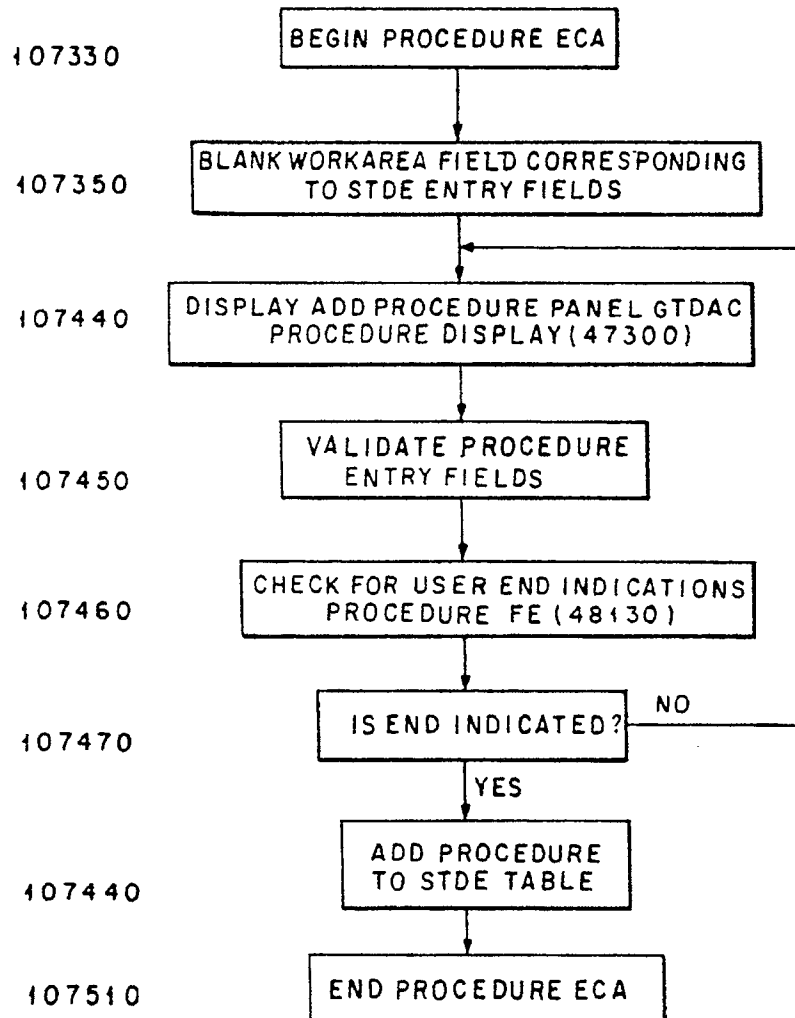 BEGIN PROCEDURE ECA
107330
BLANK WORKAREA FIELD CORRESPONDING
TO STDE ENTRY FIELDS
107350
DISPLAY ADD PROCEDURE PANEL GTDAC
PROCEDURE DISPLAY (47300)
107440
VALIDATE PROCEDURE
ENTRY FIELDS
107450
CHECK FOR USER END INDICATIONS
PROCEDURE FE (48130)
107460
IS END INDICATED?
NO
107470
YES
ADD PROCEDURE
TO STDE TABLE
107440
END PROCEDURE ECA
107510